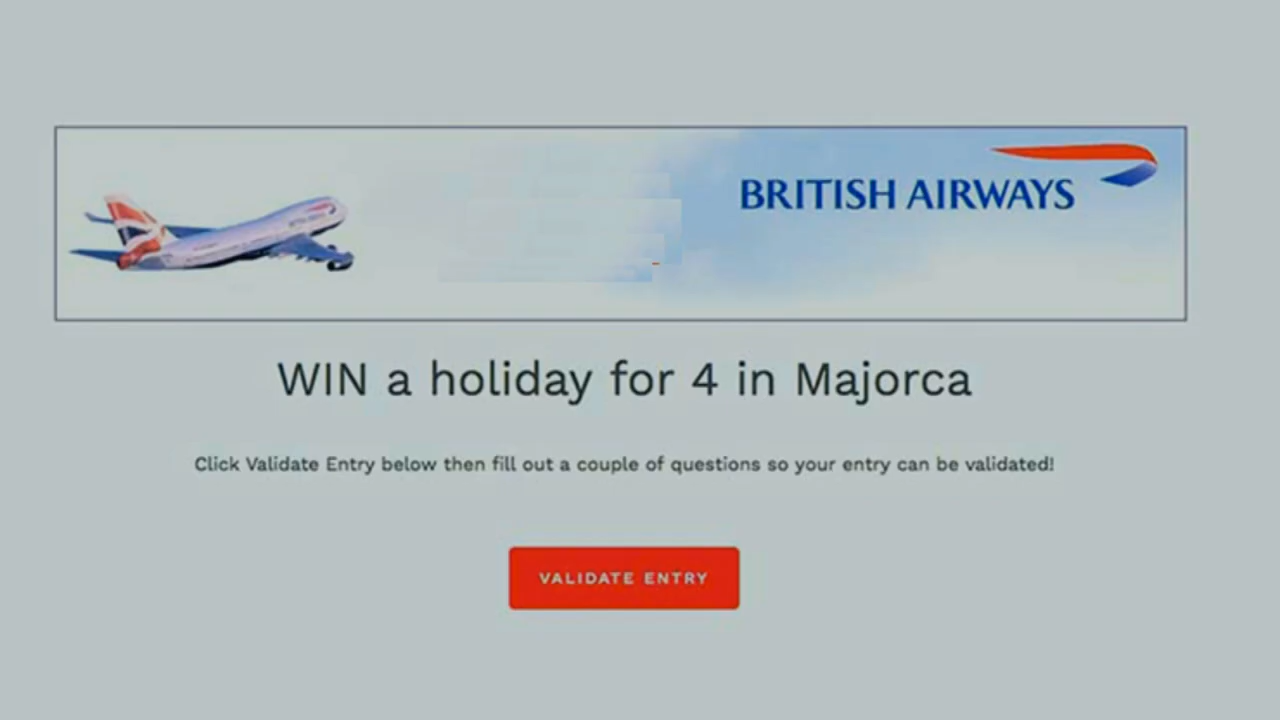 BRITISH AIRWAYS
WIN a holiday for 4 in Majorca
Click Validate Entry below then fill out a couple of questions so your entry can be validated!
VALIDATE ENTRY